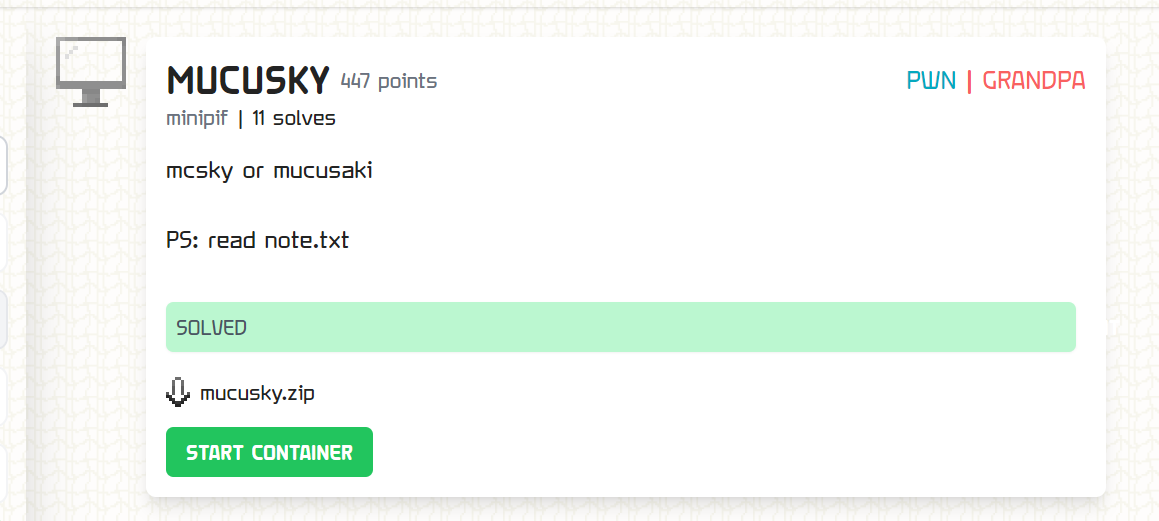 MUCUSKY 447 points PWN | GRANDPA
minipif | 11 solves
mcsky or mucusaki
PS: read note.txt
SOLVED
mucusky.zip
START CONTAINER